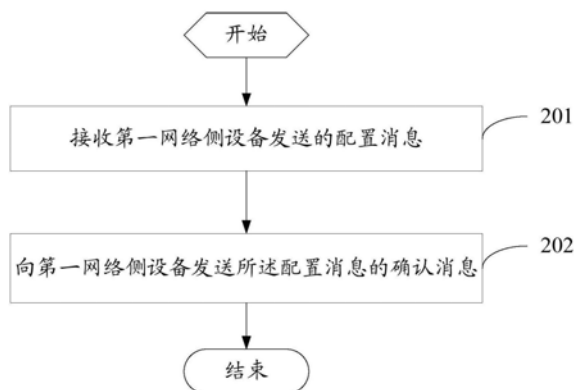 开始
接收第一网络侧设备发送的配置消息
201
向第一网络侧设备发送所述配置消息的确认消息
202
结束